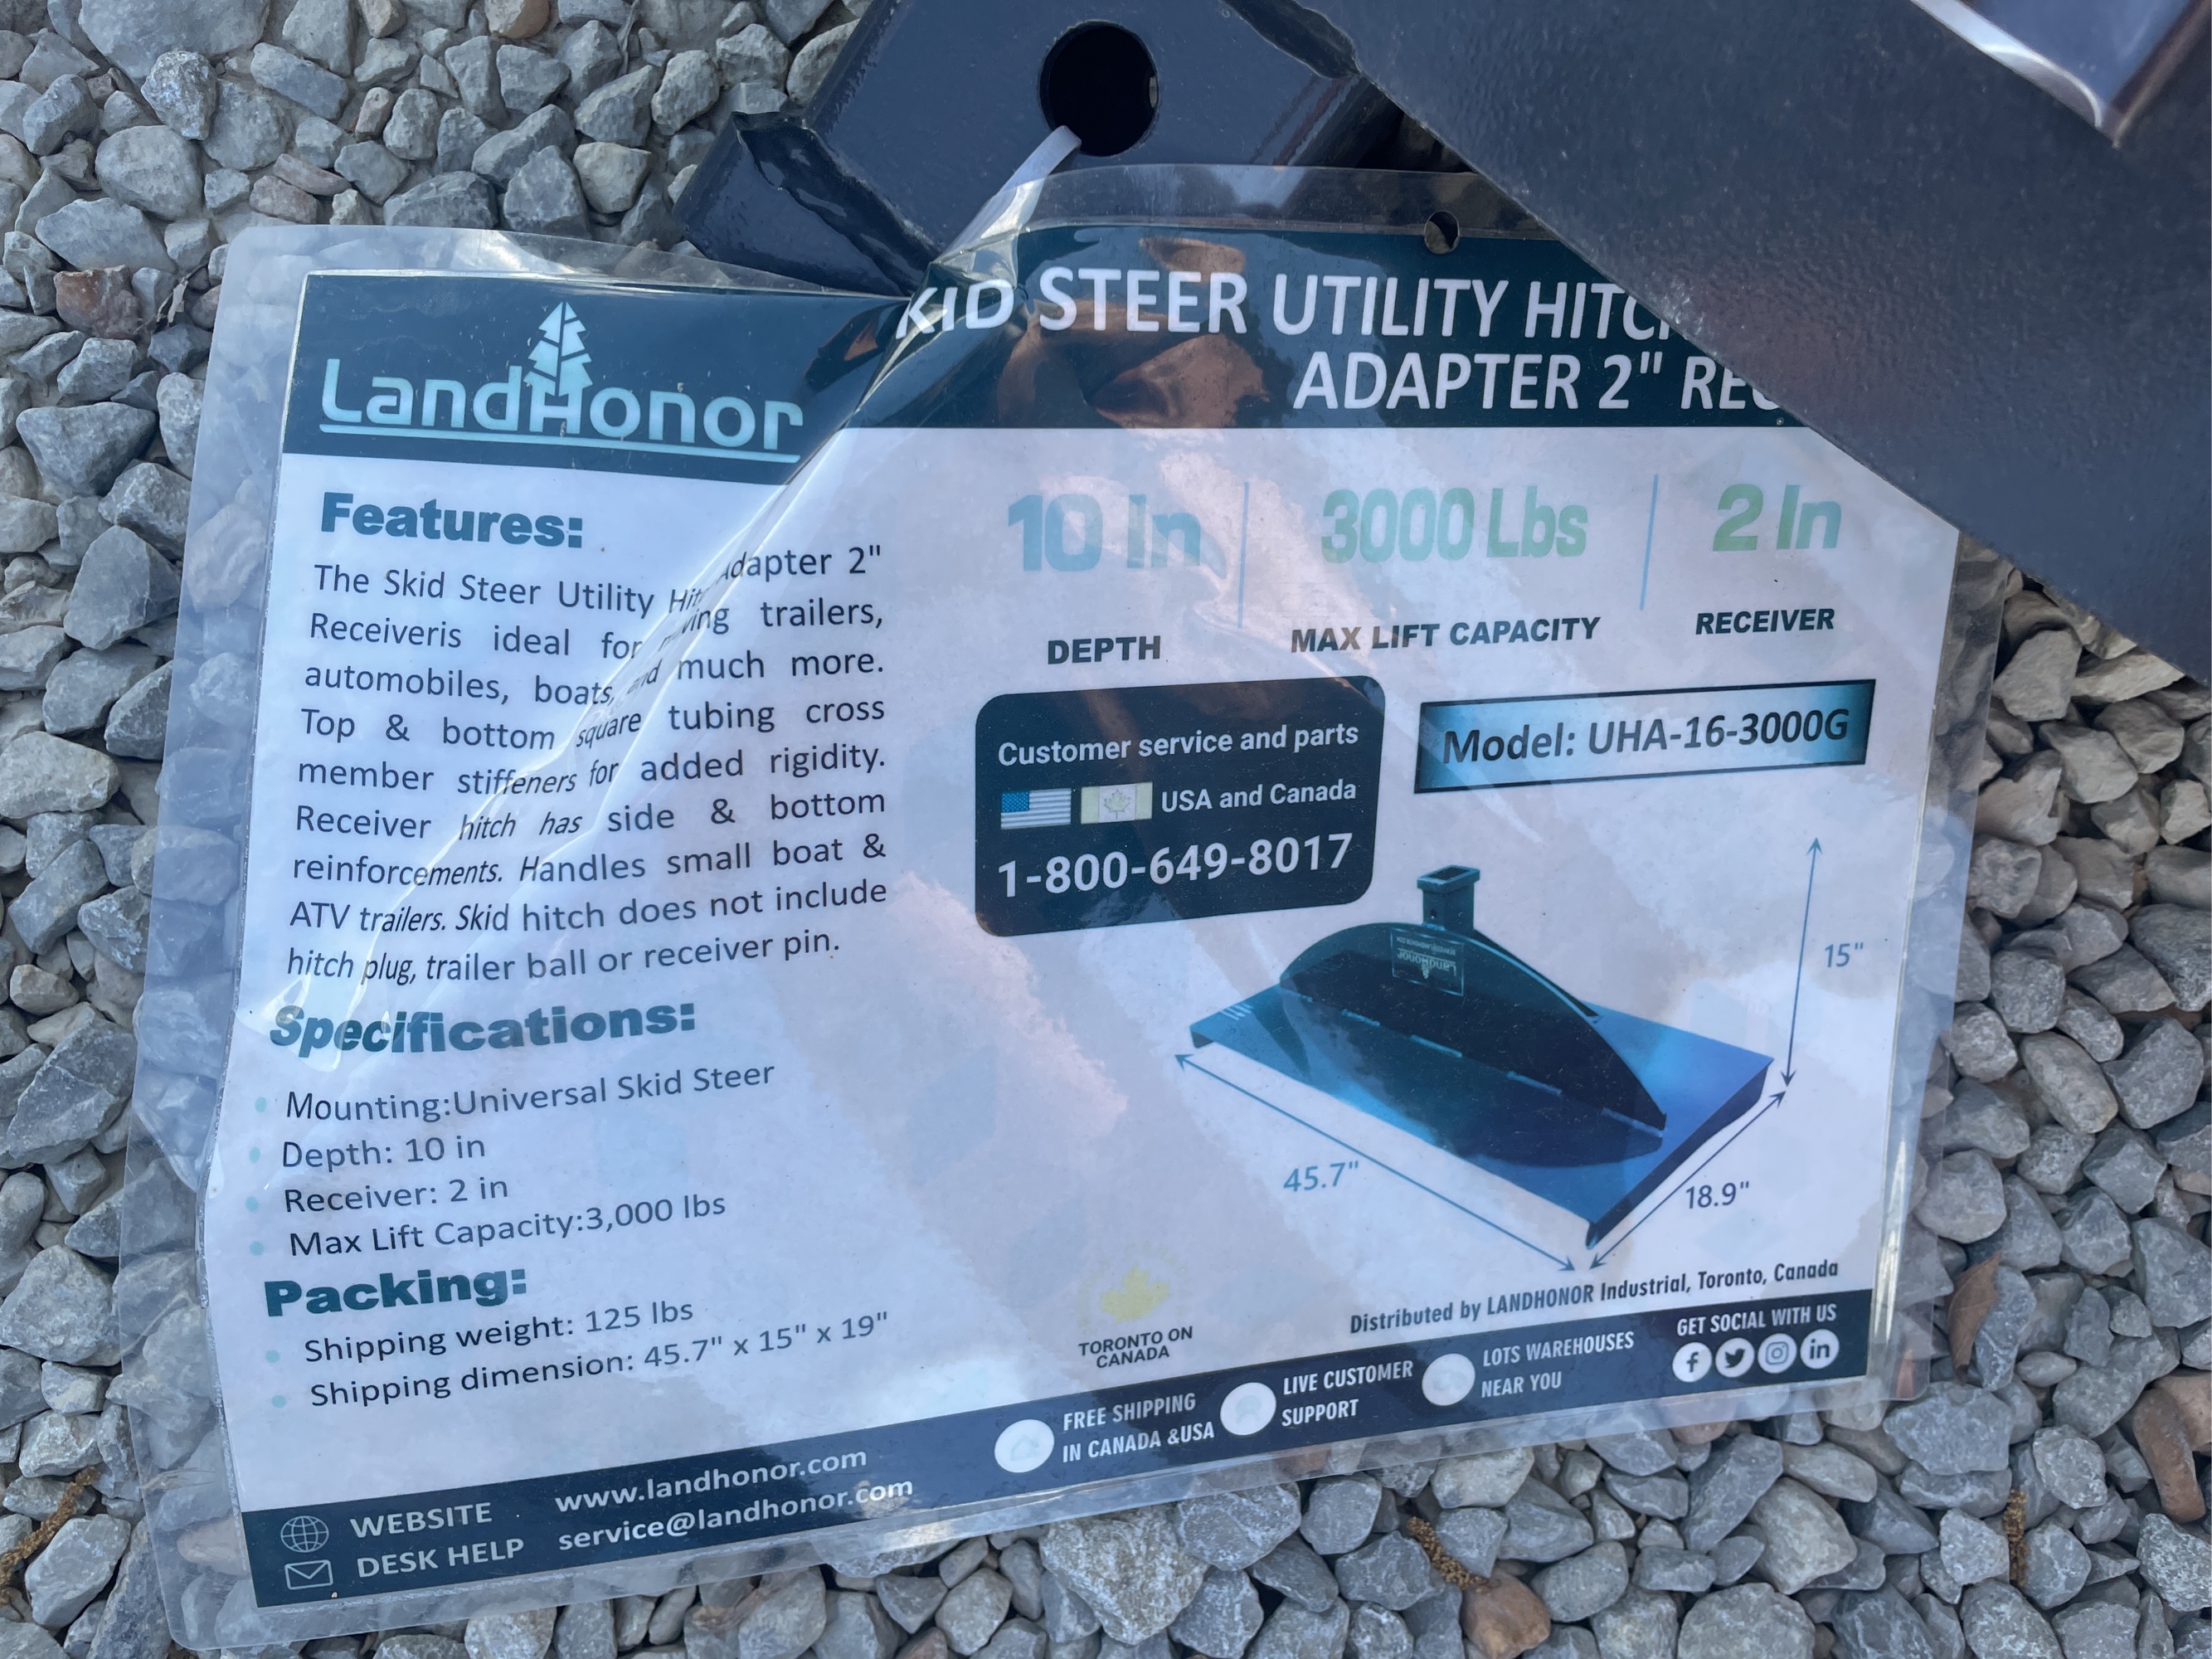 LandHonor
KID STEER UTILITY HITC
ADAPTER 2" REC
Features:
The Skid Steer Utility Hit Adapter 2"
Receiveris ideal for moving trailers,
automobiles, boats, and much more.
Top & bottom square tubing cross
member stiffeners for added rigidity.
Receiver hitch has side & bottom
reinforcements. Handles small boat &
ATV trailers. Skid hitch does not include
hitch plug, trailer ball or receiver pin.
Specifications:
Mounting:Universal Skid Steer
Depth: 10 in
Receiver: 2 in
Max Lift Capacity:3,000 lbs
Packing:
Shipping weight: 125 lbs
Shipping dimension: 45.7" x 15" x 19"
10 In
DEPTH
3000 Lbs
MAX LIFT CAPACITY
2 In
RECEIVER
Customer service and parts
USA and Canada
1-800-649-8017
Model: UHA-16-3000G
LandHonor
15"
45.7"
18.9"
TORONTO ON
CANADA
Distributed by LANDHONOR Industrial, Toronto, Canada
WEBSITE www.landhonor.com
DESK HELP service@landhonor.com
FREE SHIPPING
IN CANADA &USA
LIVE CUSTOMER
SUPPORT
LOTS WAREHOUSES
NEAR YOU
GET SOCIAL WITH US
f in